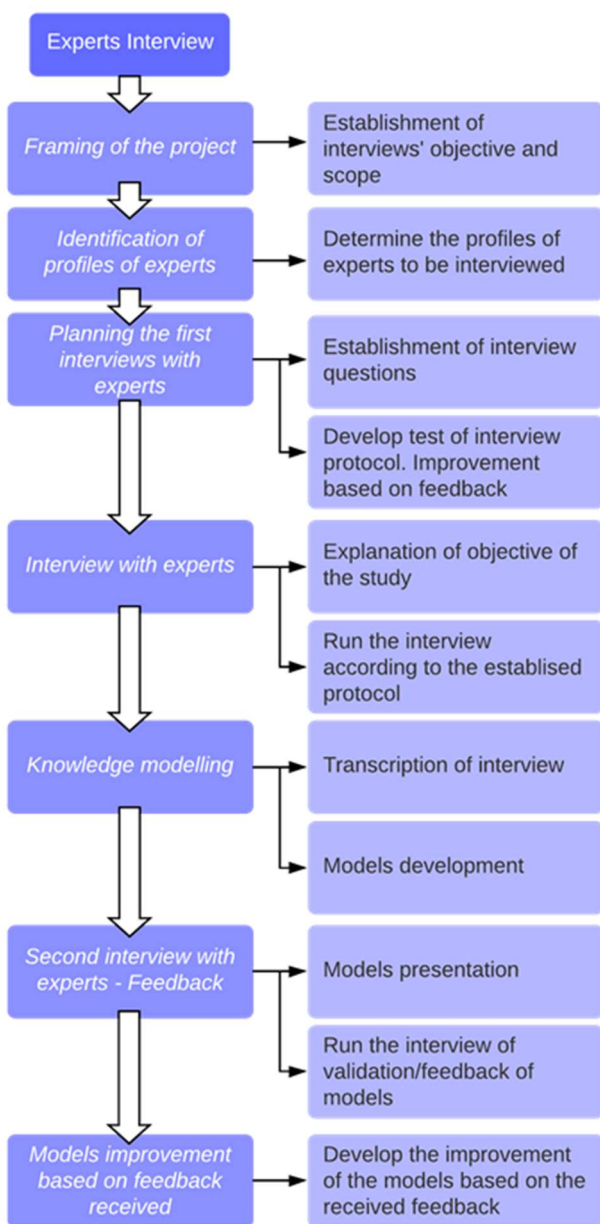 Experts Interview
Framing of the project
Establishment of
interviews' objective and
scope
Identification of
profiles of experts
Determine the profiles of
experts to be interviewed
Planning the first
interviews with
experts
Establishment of interview
questions
Develop test of interview
protocol. Improvement
based on feedback
Interview with experts
Explanation of objective of
the study
Run the interview
according to the establised
protocol
Knowledge modelling
Transcription of interview
Models development
Second interview with
experts - Feedback
Models presentation
Run the interview of
validation/feedback of
models
Models improvement
based on feedback
received
Develop the improvement
of the models based on the
received feedback